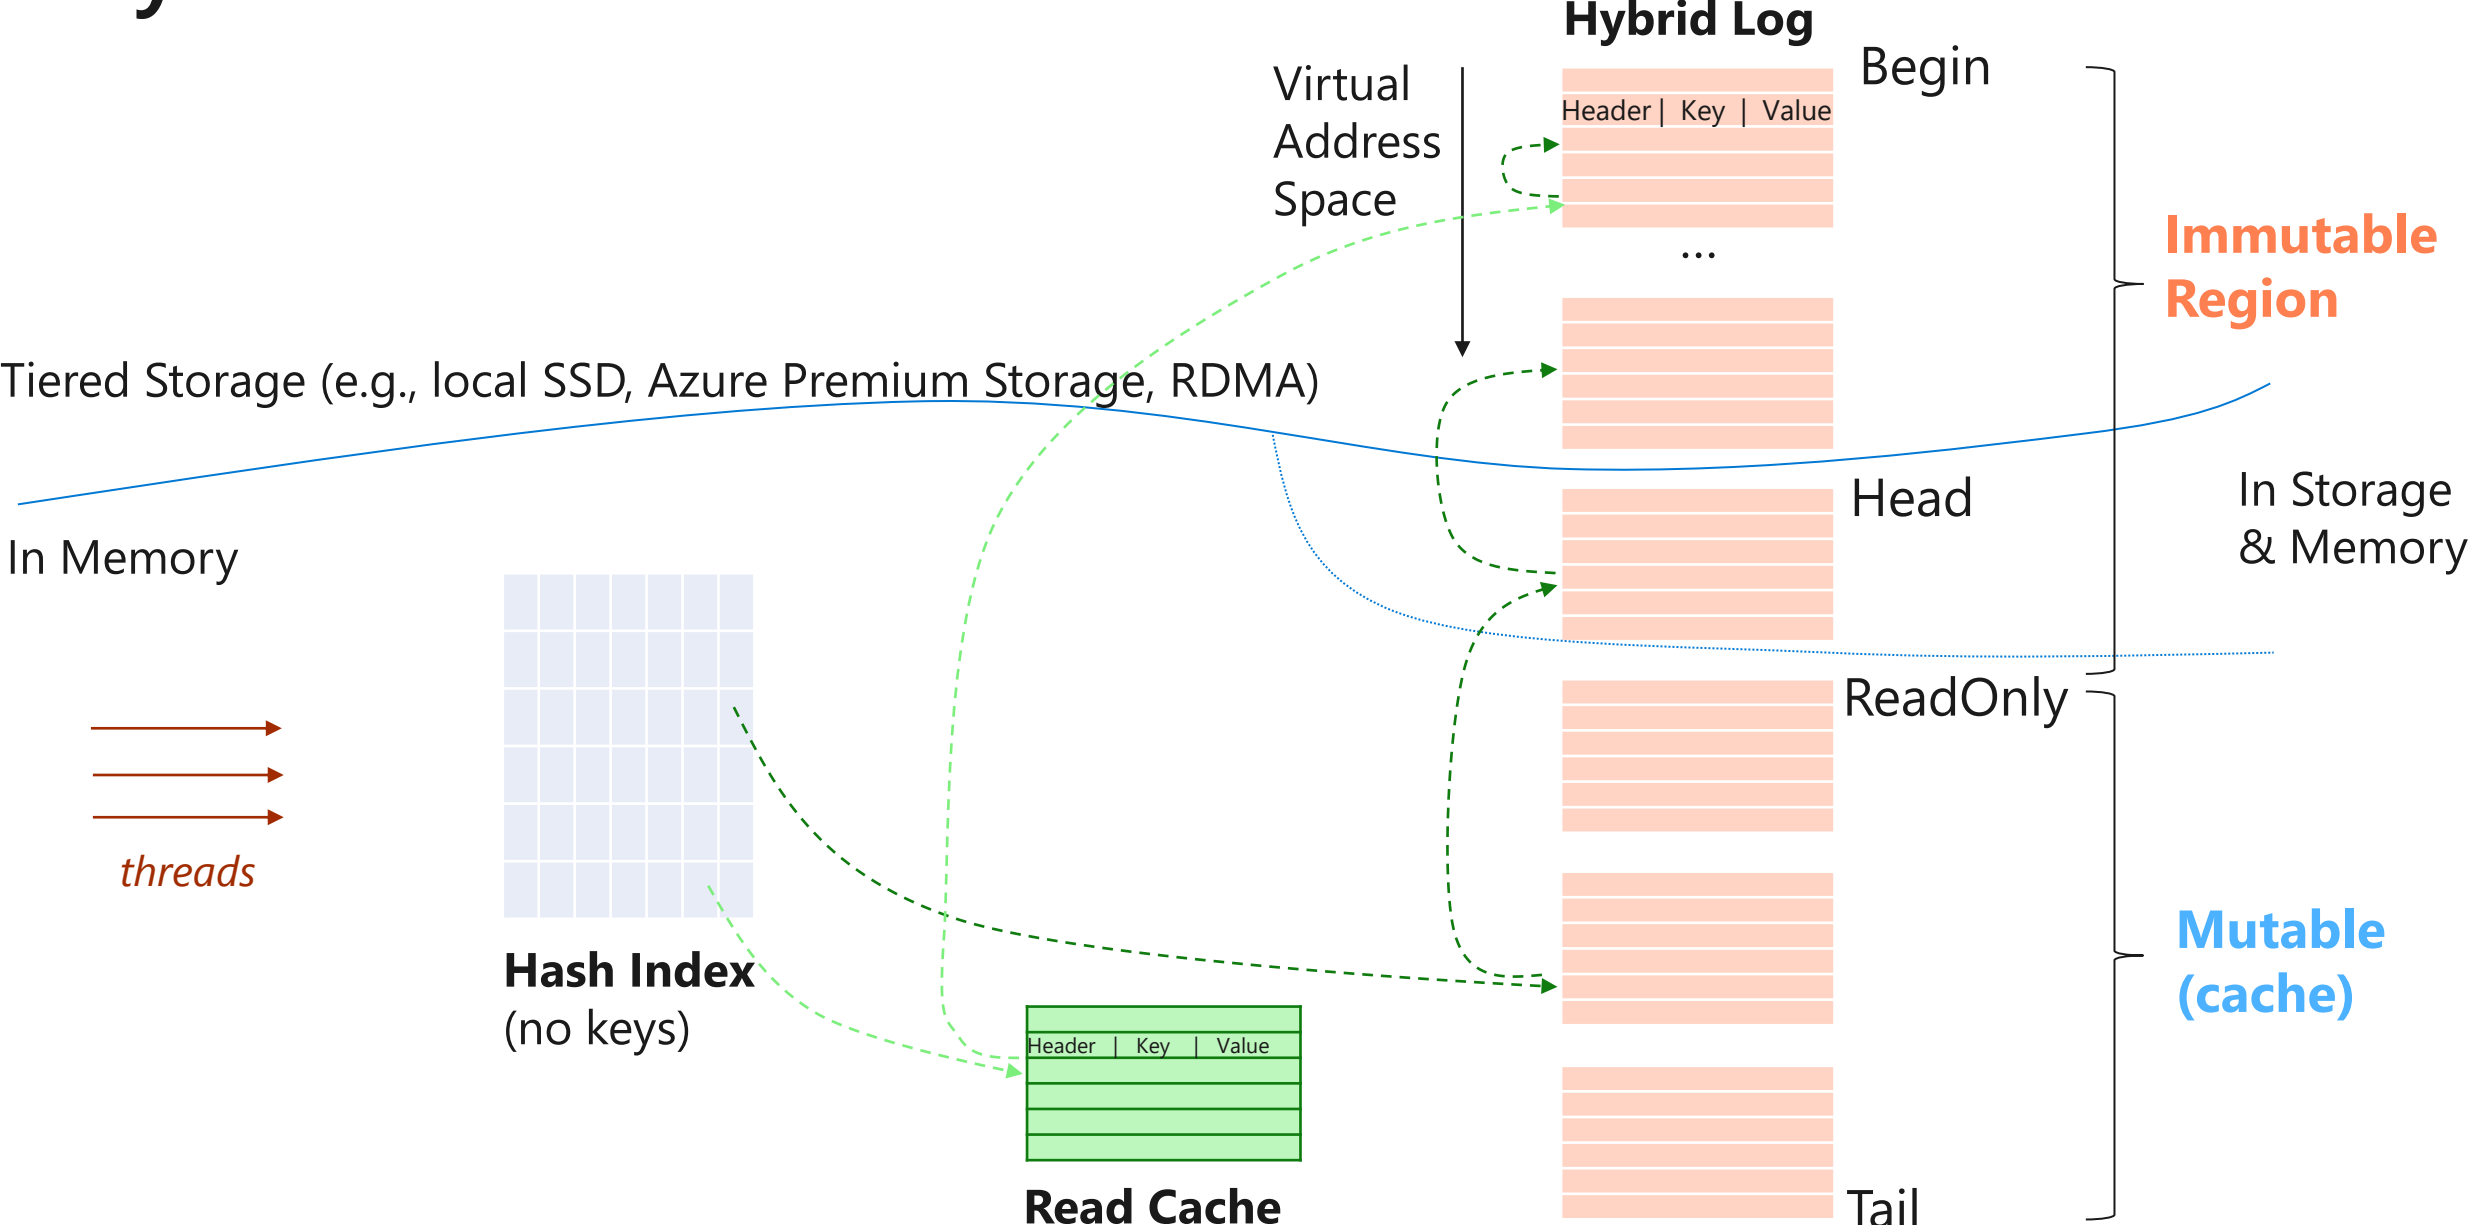 Hybrid Log
Begin
Virtual
Address
Space
Header | Key | Value
...
Immutable
Region
Tiered Storage (e.g., local SSD, Azure Premium Storage, RDMA)
Head
In Storage
& Memory
In Memory
ReadOnly
threads
Hash Index
(no keys)
Mutable
(cache)
Header | Key | Value
Read Cache
Tail